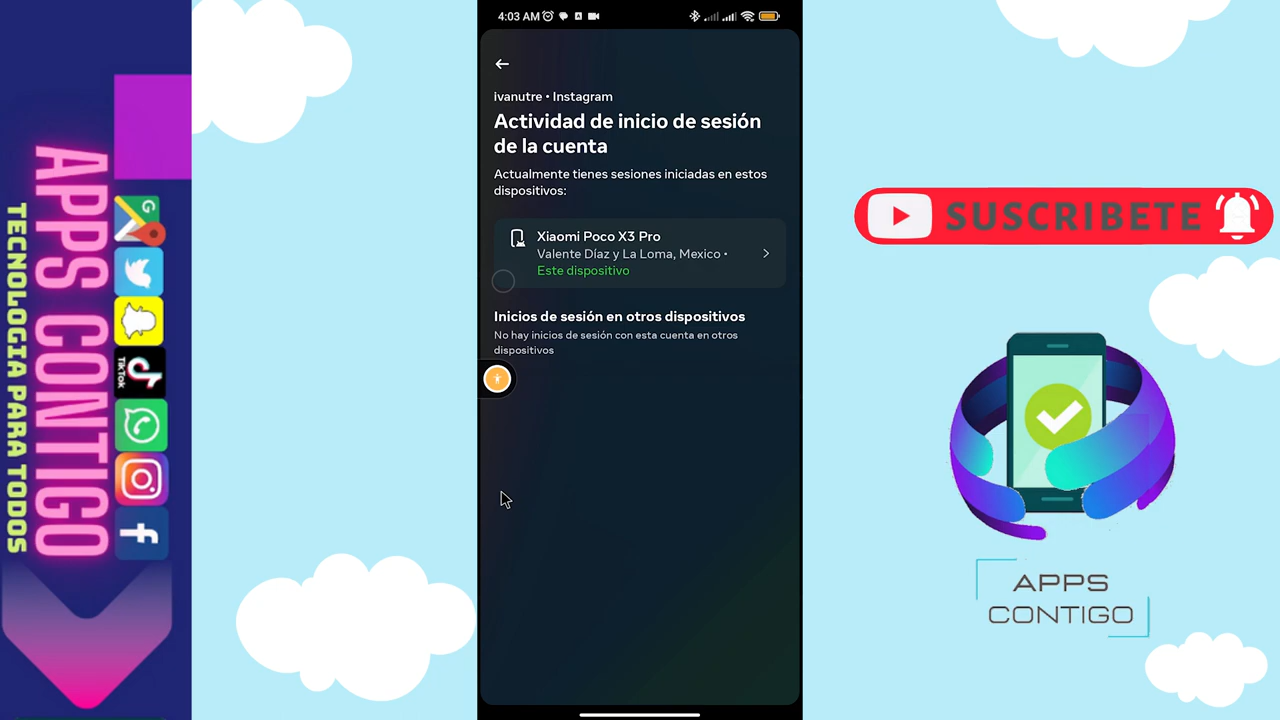 APPS CONTIGO
TECNOLOGIA PARA TODOS
G
TikTok
4:03 AM
ivanutre • Instagram
Actividad de inicio de sesión
de la cuenta
Actualmente tienes sesiones iniciadas en estos
dispositivos:
Xiaomi Poco X3 Pro
Valente Díaz y La Loma, Mexico •
Este dispositivo
Inicios de sesión en otros dispositivos
No hay inicios de sesión con esta cuenta en otros
dispositivos
SUSCRIBETE
APPS
CONTIGO